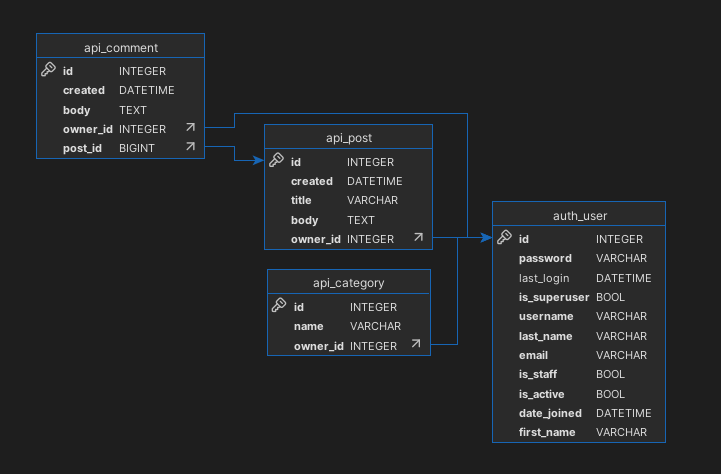 api_comment
id INTEGER
created DATETIME
body TEXT
owner_id INTEGER
post_id BIGINT
api_post
id INTEGER
created DATETIME
title VARCHAR
body TEXT
owner_id INTEGER
api_category
id INTEGER
name VARCHAR
owner_id INTEGER
auth_user
id INTEGER
password VARCHAR
last_login DATETIME
is_superuser BOOL
username VARCHAR
last_name VARCHAR
email VARCHAR
is_staff BOOL
is_active BOOL
date_joined DATETIME
first_name VARCHAR